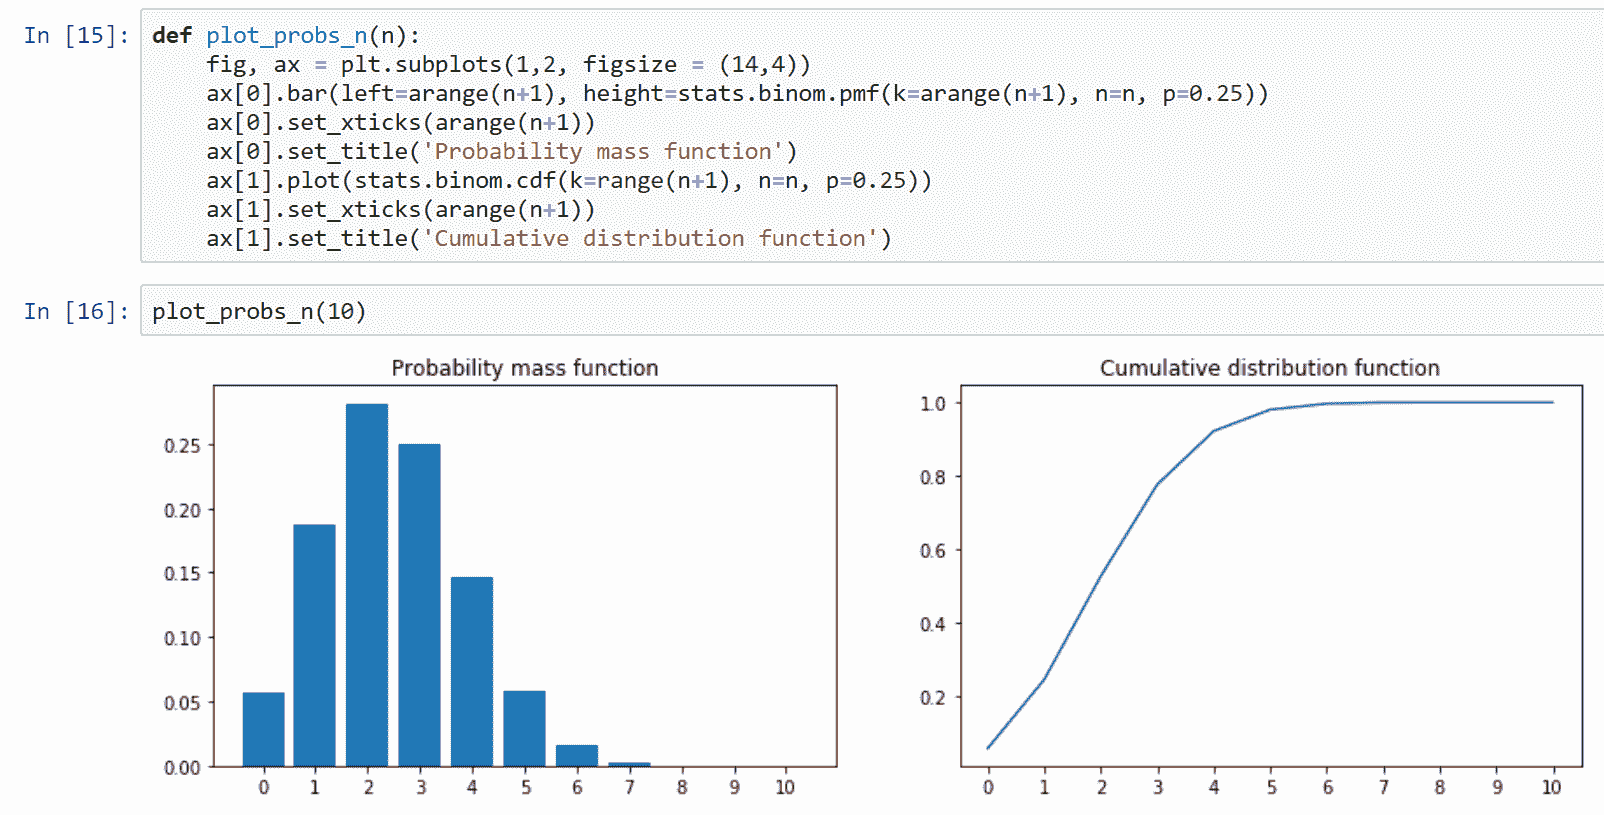 In [15]: def plot_probs_n(n):
    fig, ax = plt.subplots(1,2, figsize = (14,4))
    ax[0].bar(left=arange(n+1), height=stats.binom.pmf(k=arange(n+1), n=n, p=0.25))
    ax[0].set_xticks(arange(n+1))
    ax[0].set_title('Probability mass function')
    ax[1].plot(stats.binom.cdf(k=range(n+1), n=n, p=0.25))
    ax[1].set_xticks(arange(n+1))
    ax[1].set_title('Cumulative distribution function')
In [16]: plot_probs_n(10)
Probability mass function
0.25
0.20
0.15
0.10
0.05
0.00
0 1 2 3 4 5 6 7 8 9 10
Cumulative distribution function
1.0
0.8
0.6
0.4
0.2
0 1 2 3 4 5 6 7 8 9 10